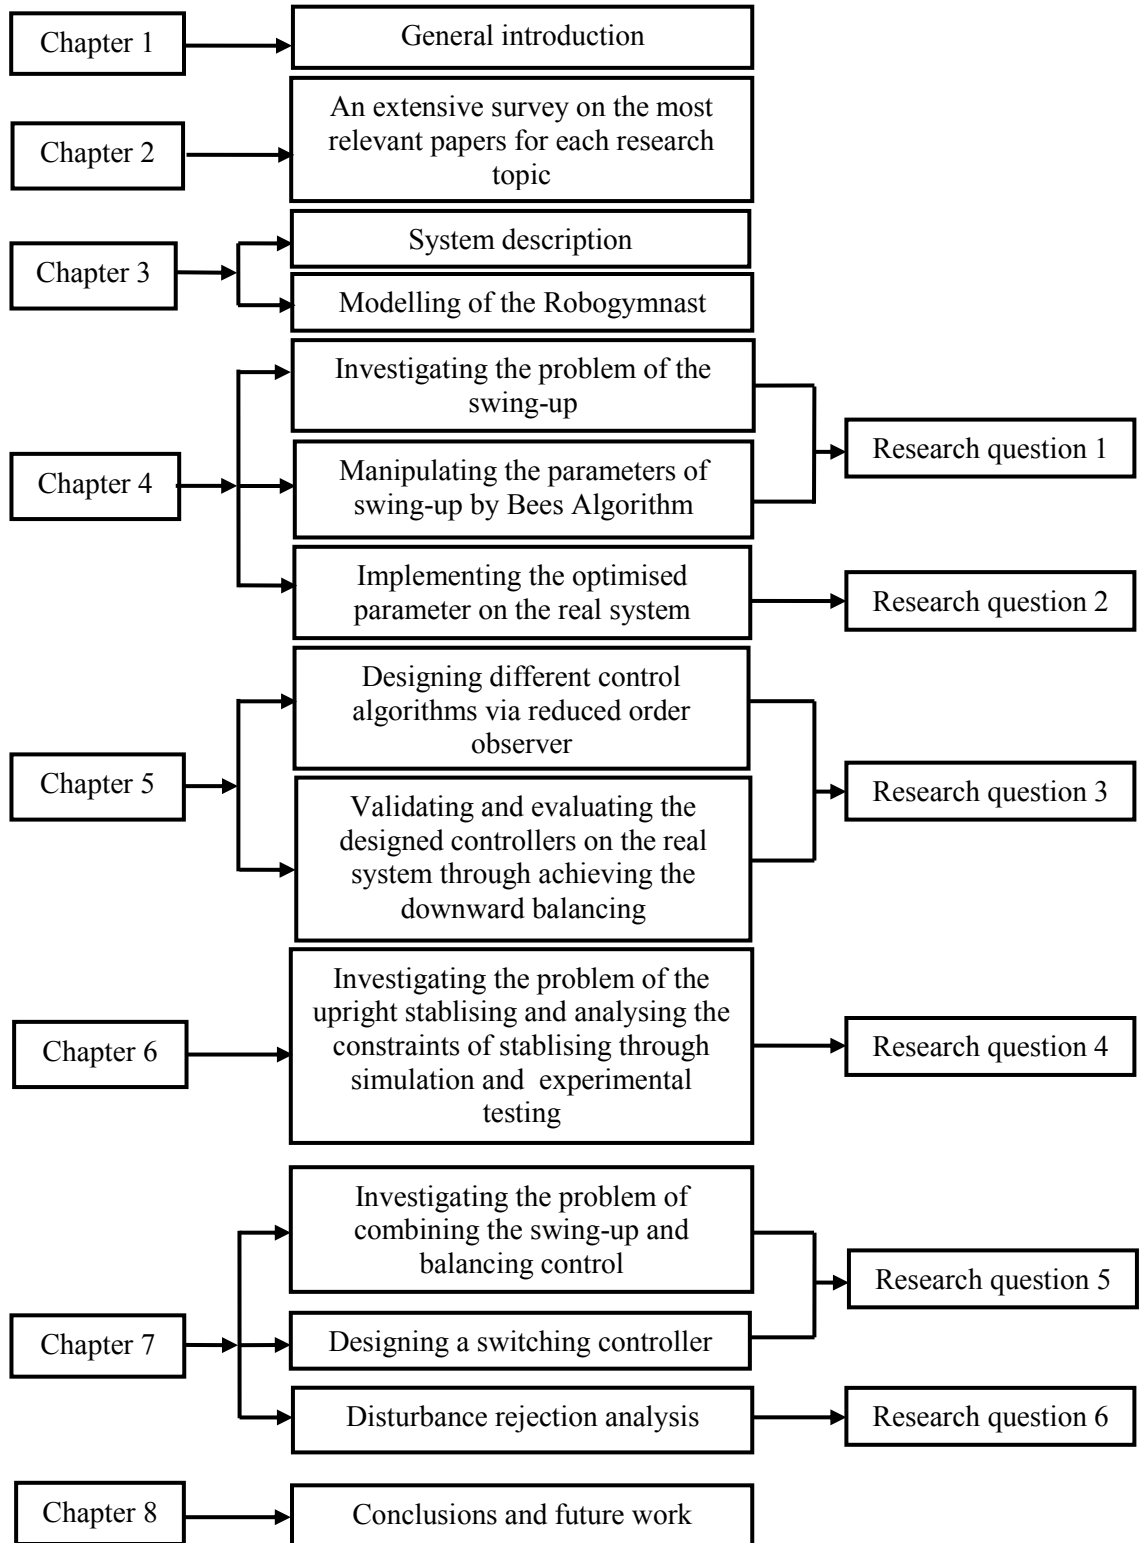 Chapter 1
General introduction
Chapter 2
An extensive survey on the most
relevant papers for each research
topic
Chapter 3
System description
Modelling of the Robogymnast
Chapter 4
Investigating the problem of the
swing-up
Manipulating the parameters of
swing-up by Bees Algorithm
Research question 1
Implementing the optimised
parameter on the real system
Research question 2
Chapter 5
Designing different control
algorithms via reduced order
observer
Validating and evaluating the
designed controllers on the real
system through achieving the
downward balancing
Research question 3
Chapter 6
Investigating the problem of the
upright stablising and analysing the
constraints of stablising through
simulation and  experimental
testing
Research question 4
Chapter 7
Investigating the problem of
combining the swing-up and
balancing control
Designing a switching controller
Research question 5
Disturbance rejection analysis
Research question 6
Chapter 8
Conclusions and future work